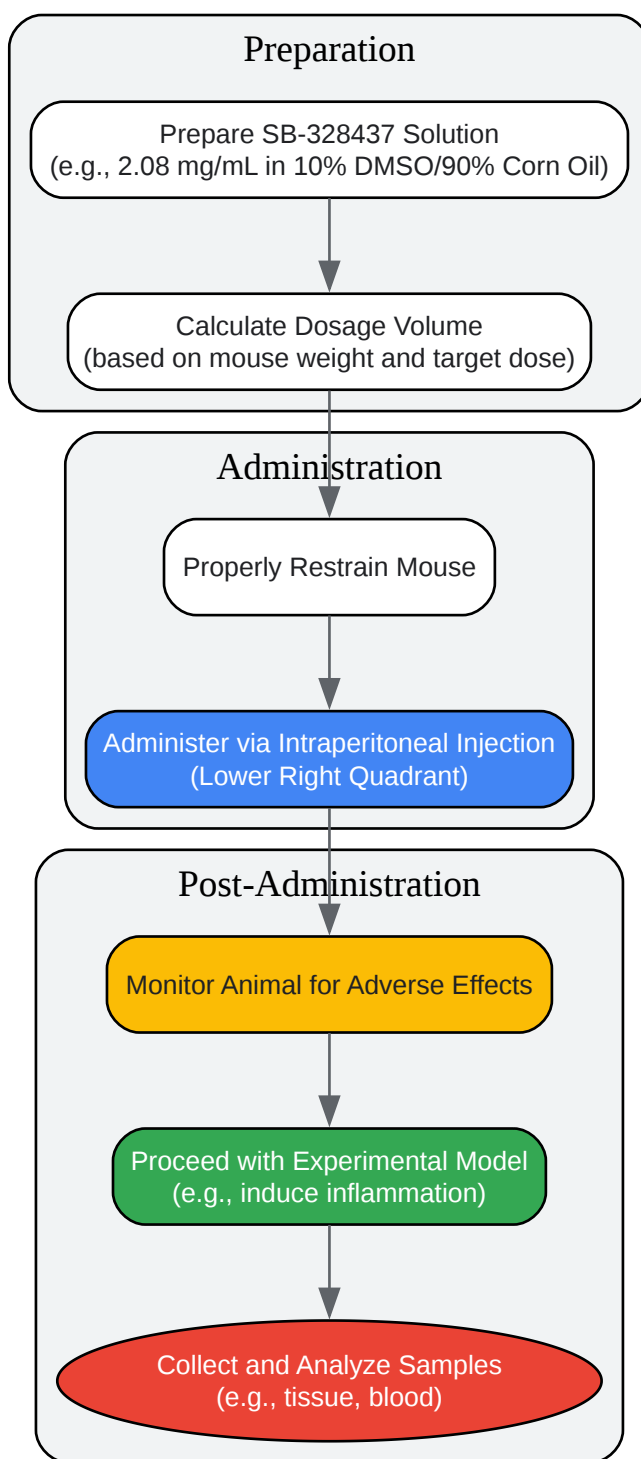 Preparation
Prepare SB-328437 Solution
(e.g., 2.08 mg/mL in 10% DMSO/90% Corn Oil)
Calculate Dosage Volume
(based on mouse weight and target dose)
Administration
Properly Restrain Mouse
Administer via Intraperitoneal Injection
(Lower Right Quadrant)
Post-Administration
Monitor Animal for Adverse Effects
Proceed with Experimental Model
(e.g., induce inflammation)
Collect and Analyze Samples
(e.g., tissue, blood)